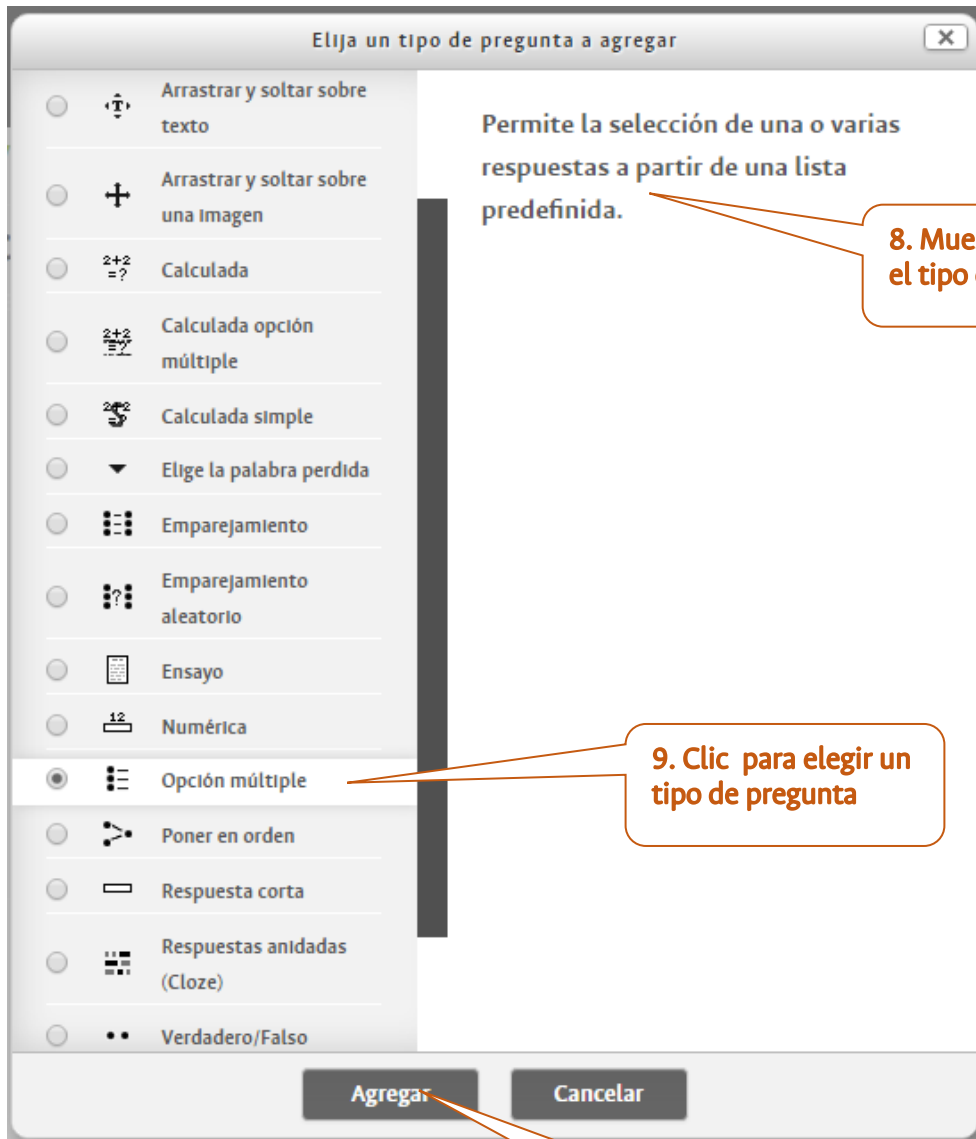 Elija un tipo de pregunta a agregar
Arrastrar y soltar sobre
texto
Arrastrar y soltar sobre
una imagen
2+2
=?
Calculada
2+2
=?
Calculada opción
múltiple
Calculada simple
Elige la palabra perdida
Emparejamiento
?
Emparejamiento
aleatorio
Ensayo
12
Numérica
Opción múltiple
Poner en orden
Respuesta corta
Respuestas anidadas
(Cloze)
Verdadero/Falso
Permite la selección de una o varias
respuestas a partir de una lista
predefinida.
8. Mue
el tipo
9. Clic para elegir un
tipo de pregunta
Agregar
Cancelar